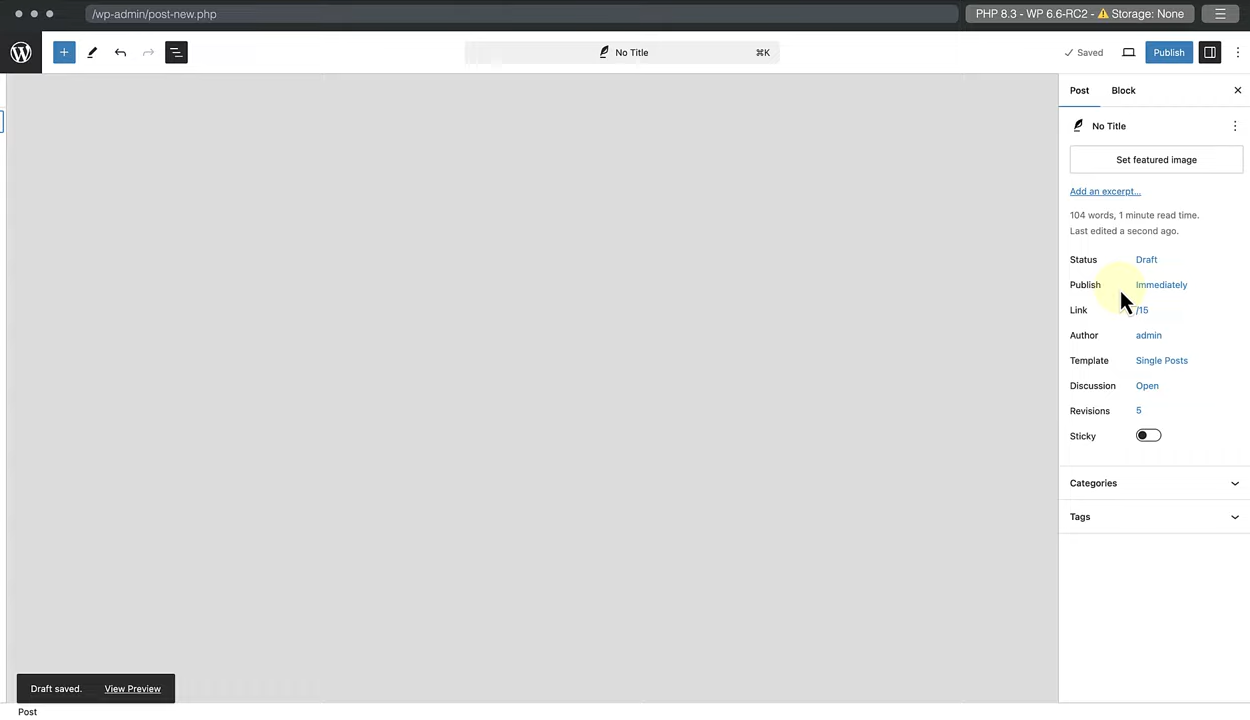 /wp-admin/post-new.php
PHP 8.3 - WP 6.6-RC2 - ⚠️ Storage: None
No Title
⌘K
Saved
Publish
Post
Block
No Title
Set featured image
Add an excerpt...
104 words, 1 minute read time.
Last edited a second ago.
Status Draft
Publish Immediately
Link /15
Author admin
Template Single Posts
Discussion Open
Revisions 5
Sticky
Categories
Tags
Draft saved. View Preview
Post